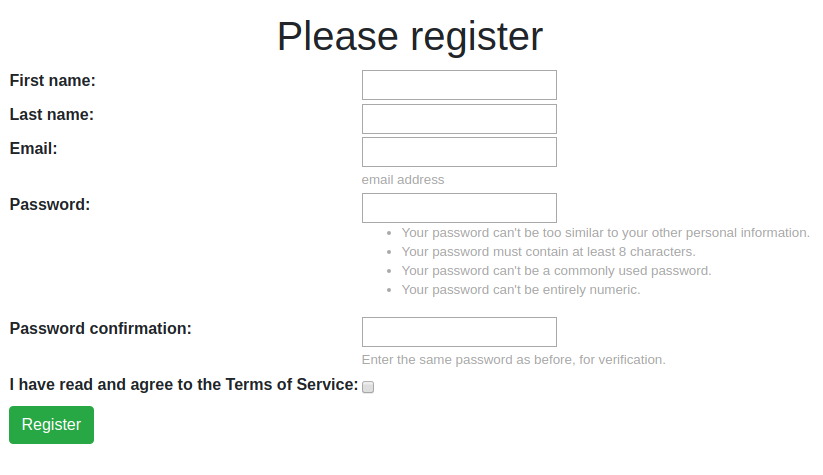 Please register
First name:
Last name:
Email:
email address
Password:
Your password can't be too similar to your other personal information.
Your password must contain at least 8 characters.
Your password can't be a commonly used password.
Your password can't be entirely numeric.
Password confirmation:
Enter the same password as before, for verification.
I have read and agree to the Terms of Service:
Register